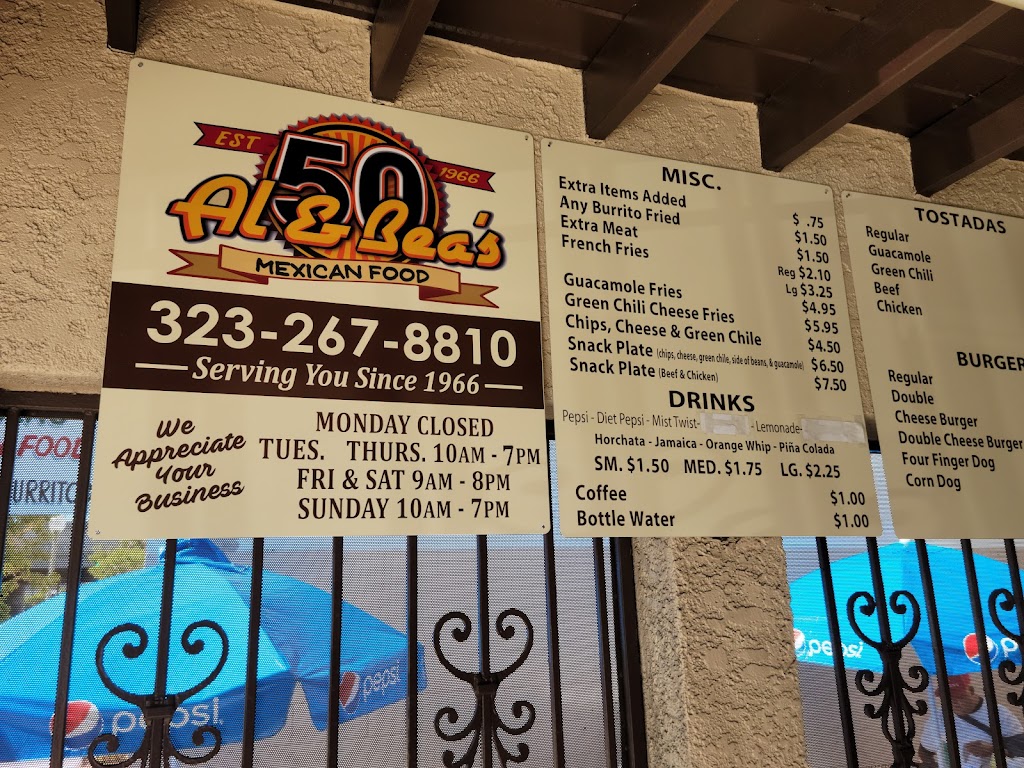 EST 50 1966
Al & Bea's
MEXICAN FOOD
323-267-8810
Serving You Since 1966
We
Appreciate
Your
Business
MONDAY CLOSED
TUES. THURS. 10AM - 7PM
FRI & SAT 9AM - 8PM
SUNDAY 10AM - 7PM
MISC.
Extra Items Added $ .75
Any Burrito Fried $1.50
Extra Meat $1.50
French Fries Reg $2.10
Lg $3.25
Guacamole Fries $4.95
Green Chili Cheese Fries $5.95
Chips, Cheese & Green Chile $4.50
Snack Plate (chips, cheese, green chile, side of beans, & guacamole) $6.50
Snack Plate (Beef & Chicken) $7.50
DRINKS
Pepsi - Diet Pepsi - Mist Twist- - Lemonade-
Horchata - Jamaica - Orange Whip - Piña Colada
SM. $1.50 MED. $1.75 LG. $2.25
Coffee $1.00
Bottle Water $1.00
TOSTADAS
Regular
Guacamole
Green Chili
Beef
Chicken
BURGER
Regular
Double
Cheese Burger
Double Cheese Burger
Four Finger Dog
Corn Dog
FOOD
URRITO
pepsi
pepsi
pepsi
p